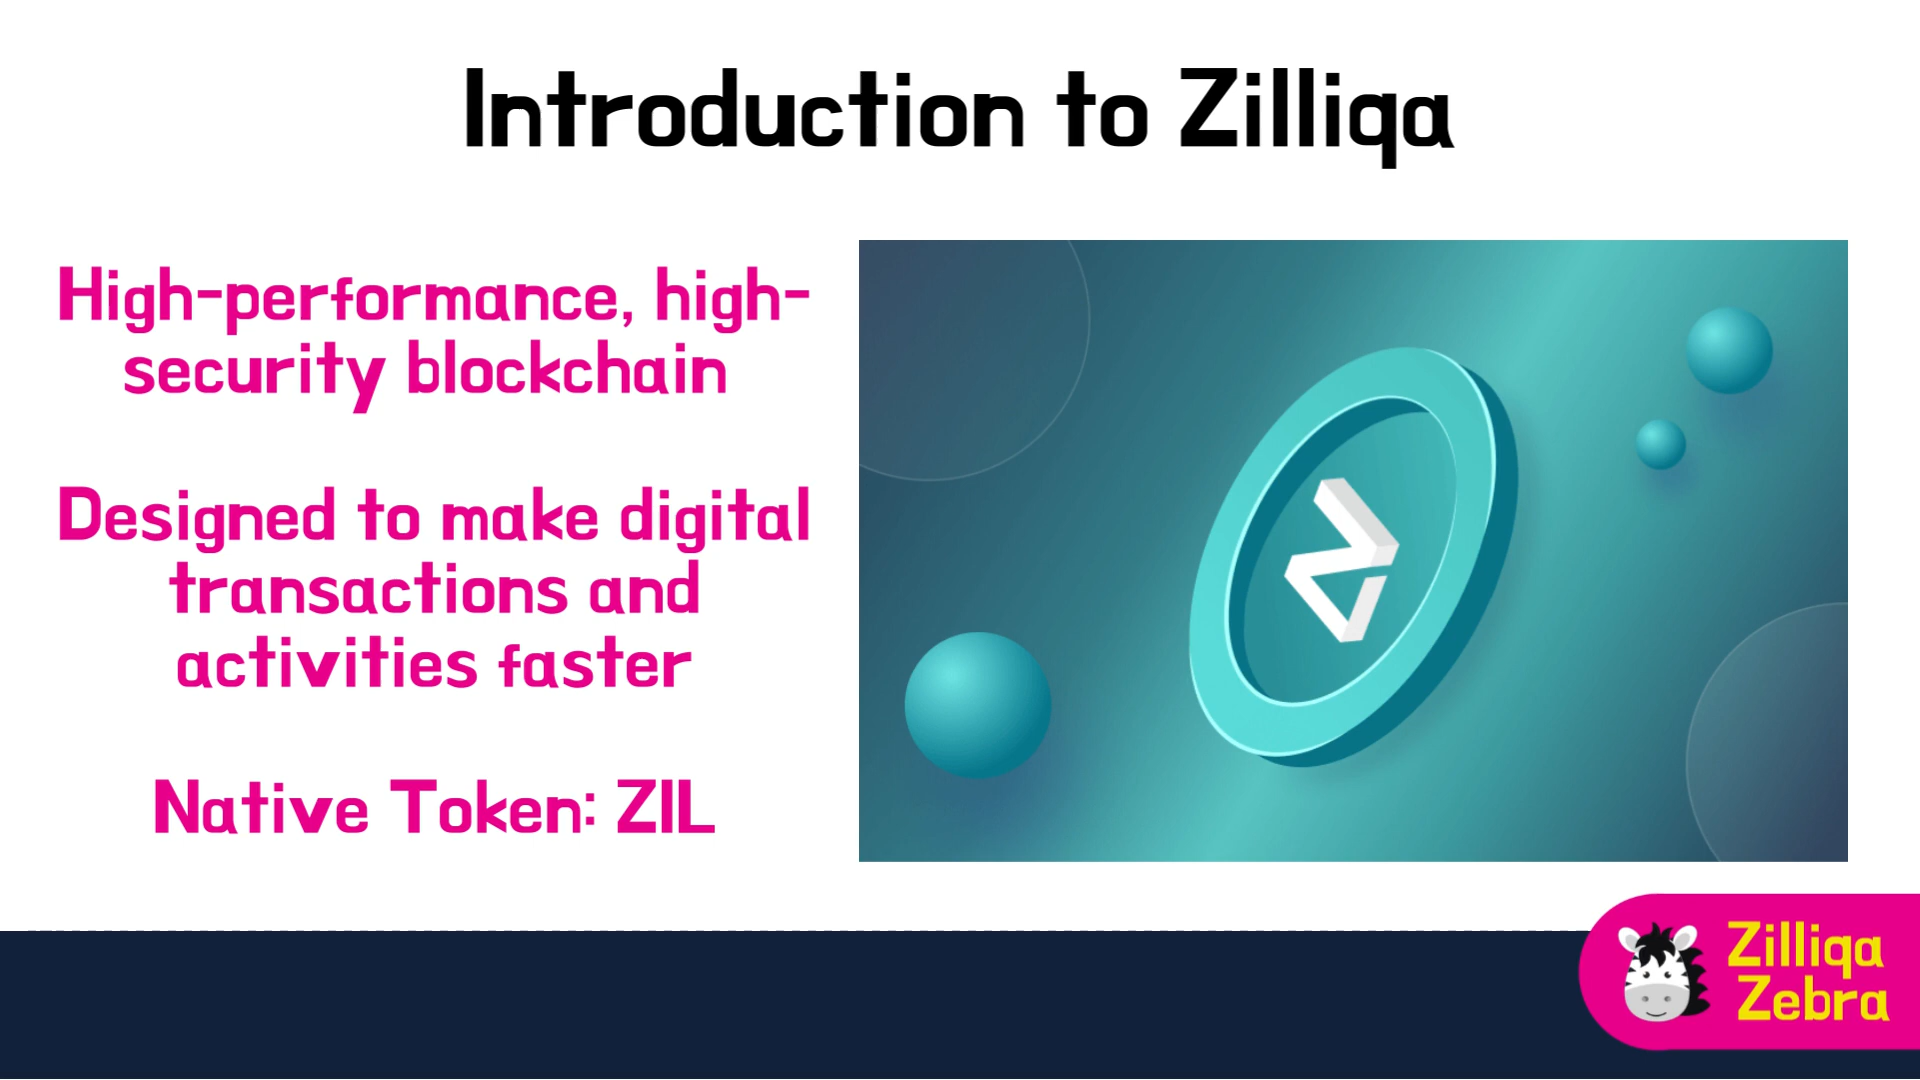 Introduction to Zilliqa
High-performance, high-
security blockchain
Designed to make digital
transactions and
activities faster
Native Token: ZIL
Zilliqa
Zebra